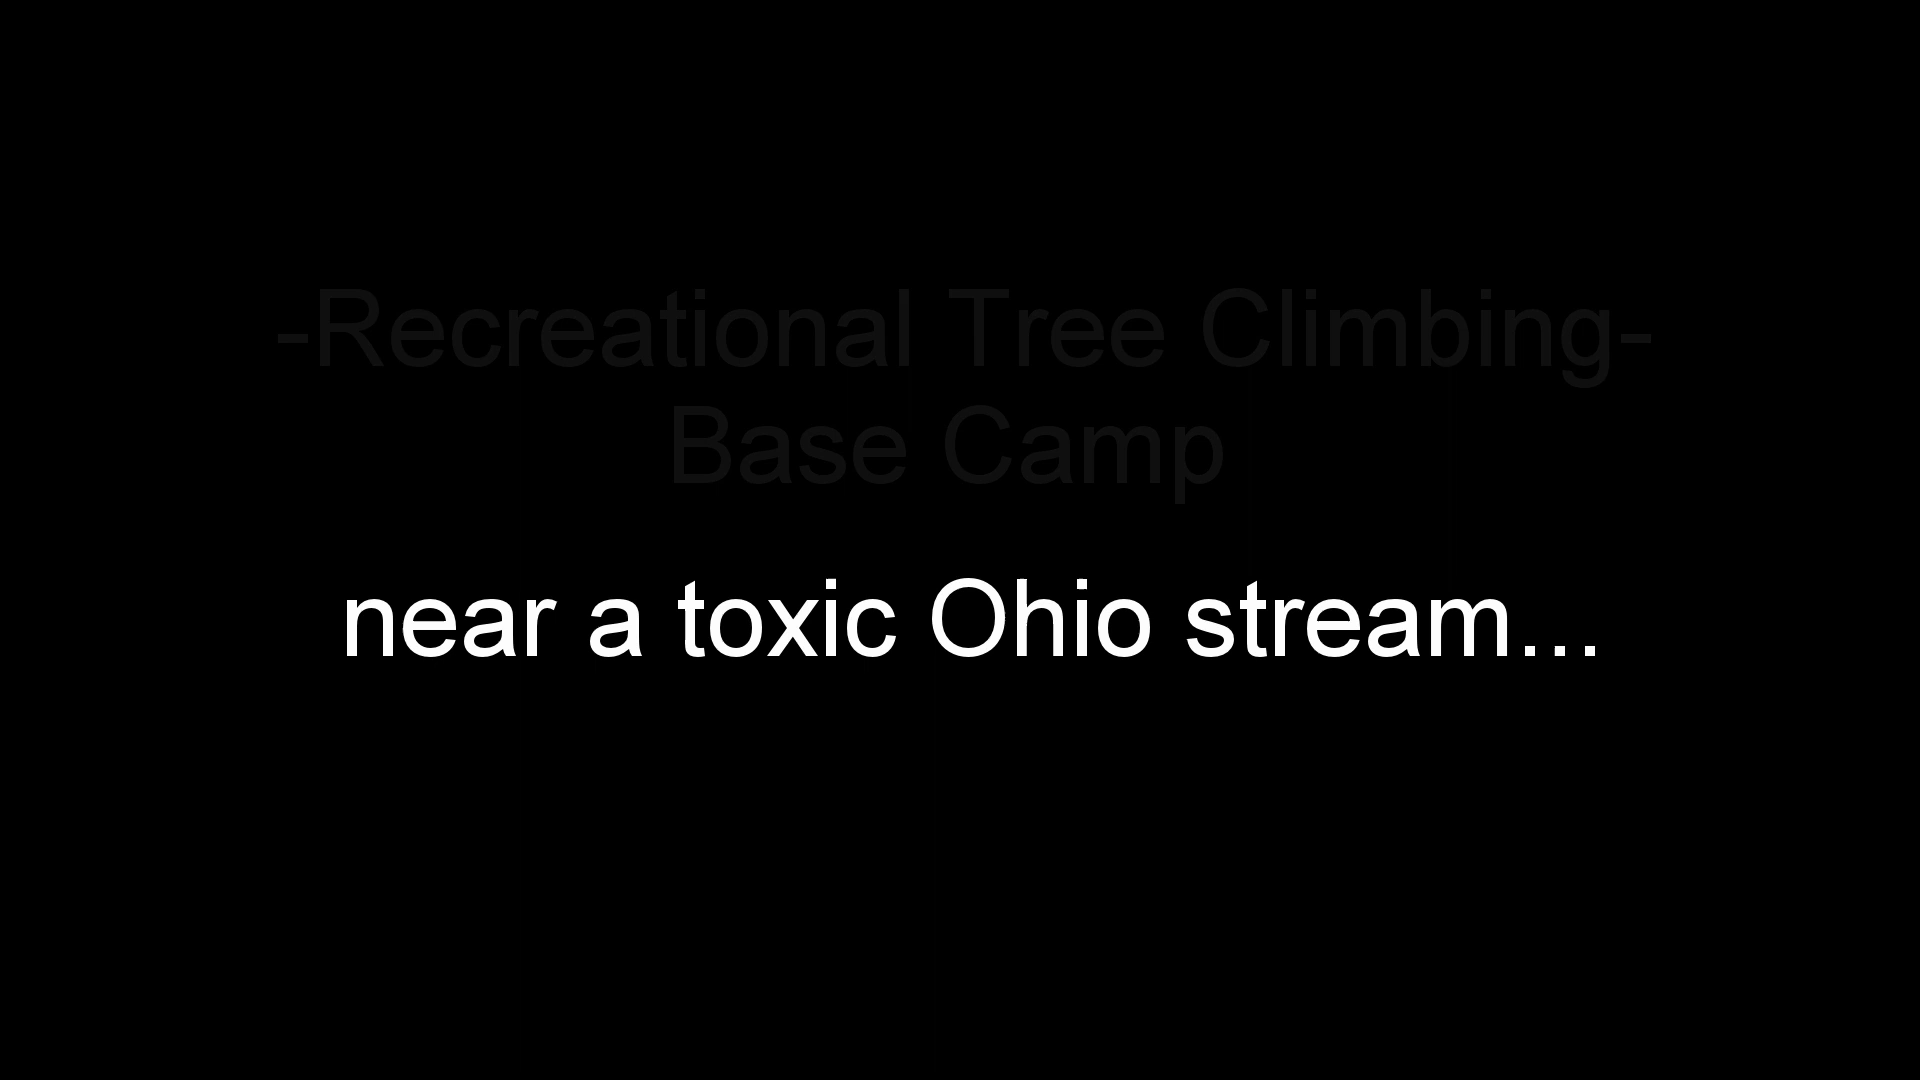 -Recreational Tree Climbing-
Base Camp
near a toxic Ohio stream...